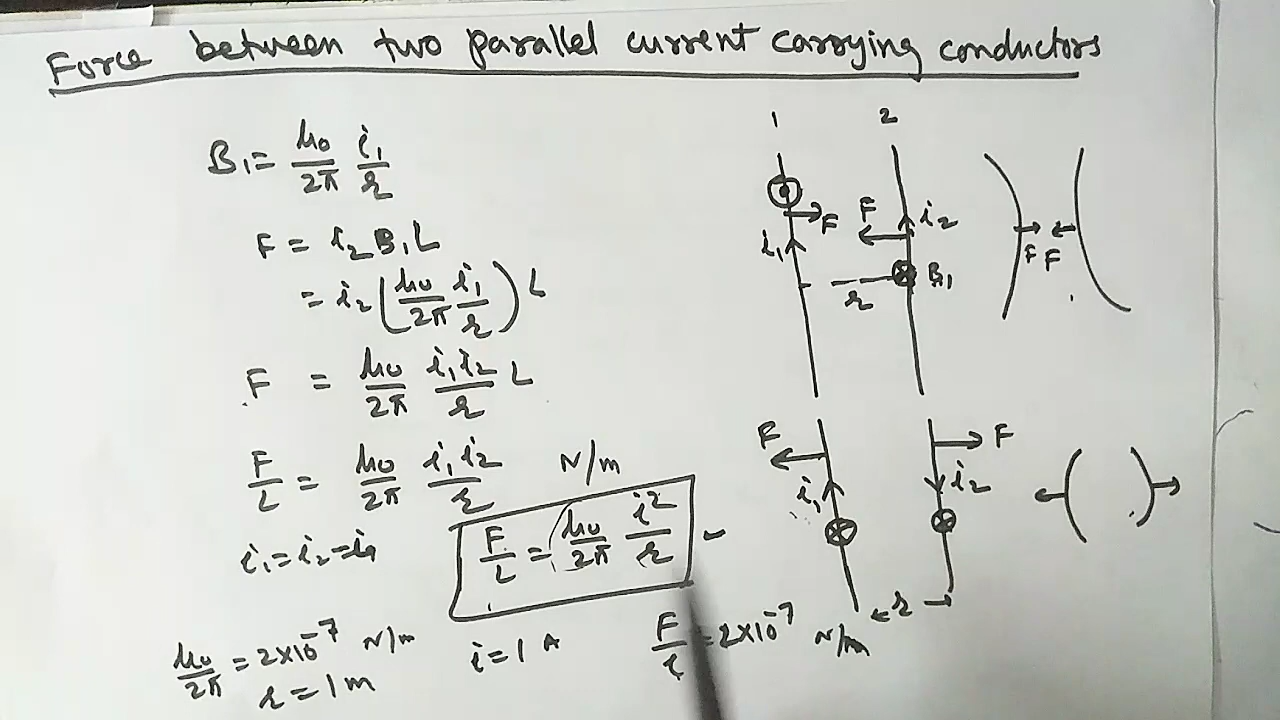 Force between two parallel current carrying conductors
B₁ = μ₀/2π i₁/r
F = i₂ B₁ L
= i₂ (μ₀/2π i₁/r) L
F = μ₀/2π i₁i₂/r L
F/L = μ₀/2π i₁i₂/r N/m
i₁ = i₂ = i
F/L = μ₀/2π i²/r
μ₀/2π = 2×10⁻⁷ N/m
r = 1m
i = 1 A
F/L = 2×10⁻⁷ N/m
1 2
F F i₂
i₁ B₁
r
F F
F F
i₁ i₂
r